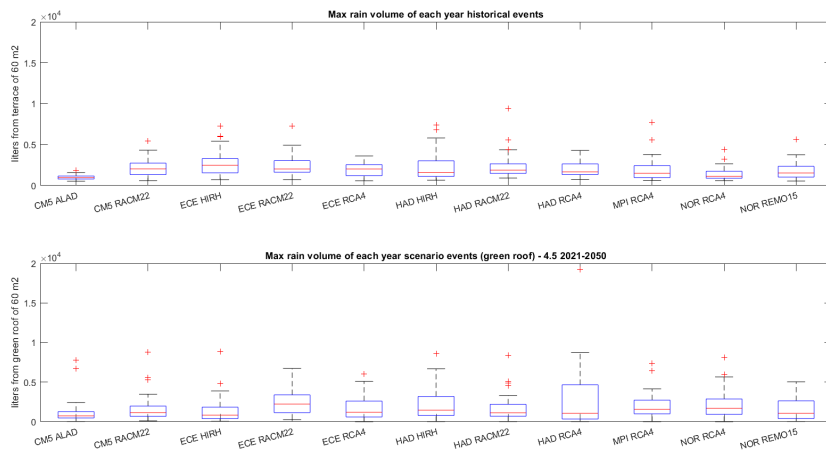 Max rain volume of each year historical events
×10⁴
2
1.5
1
0.5
0
liters from terrace of 60 m2
CM5 ALAD
CM5 RACM22
ECE HIRH
ECE RACM22
ECE RCA4
HAD HIRH
HAD RACM22
HAD RCA4
MPI RCA4
NOR RCA4
NOR REMO15
Max rain volume of each year scenario events (green roof) - 4.5 2021-2050
×10⁴
2
1.5
1
0.5
0
liters from green roof of 60 m2
CM5 ALAD
CM5 RACM22
ECE HIRH
ECE RACM22
ECE RCA4
HAD HIRH
HAD RACM22
HAD RCA4
MPI RCA4
NOR RCA4
NOR REMO15